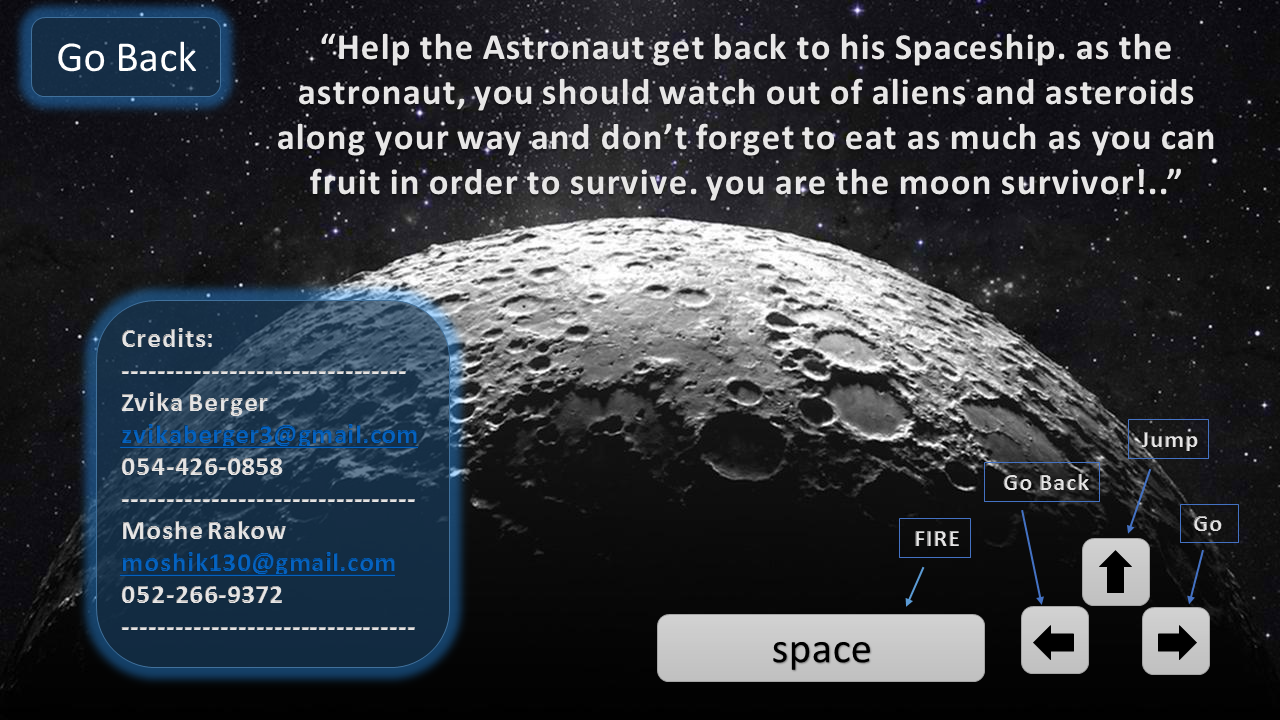 Go Back
“Help the Astronaut get back to his Spaceship. as the
astronaut, you should watch out of aliens and asteroids
along your way and don’t forget to eat as much as you can
fruit in order to survive. you are the moon survivor!..”
Credits:
-------------------------------
Zvika Berger
zvikaberger3@gmail.com
054-426-0858
--------------------------------
Moshe Rakow
moshik130@gmail.com
052-266-9372
--------------------------------
Jump
Go Back
Go
FIRE
space